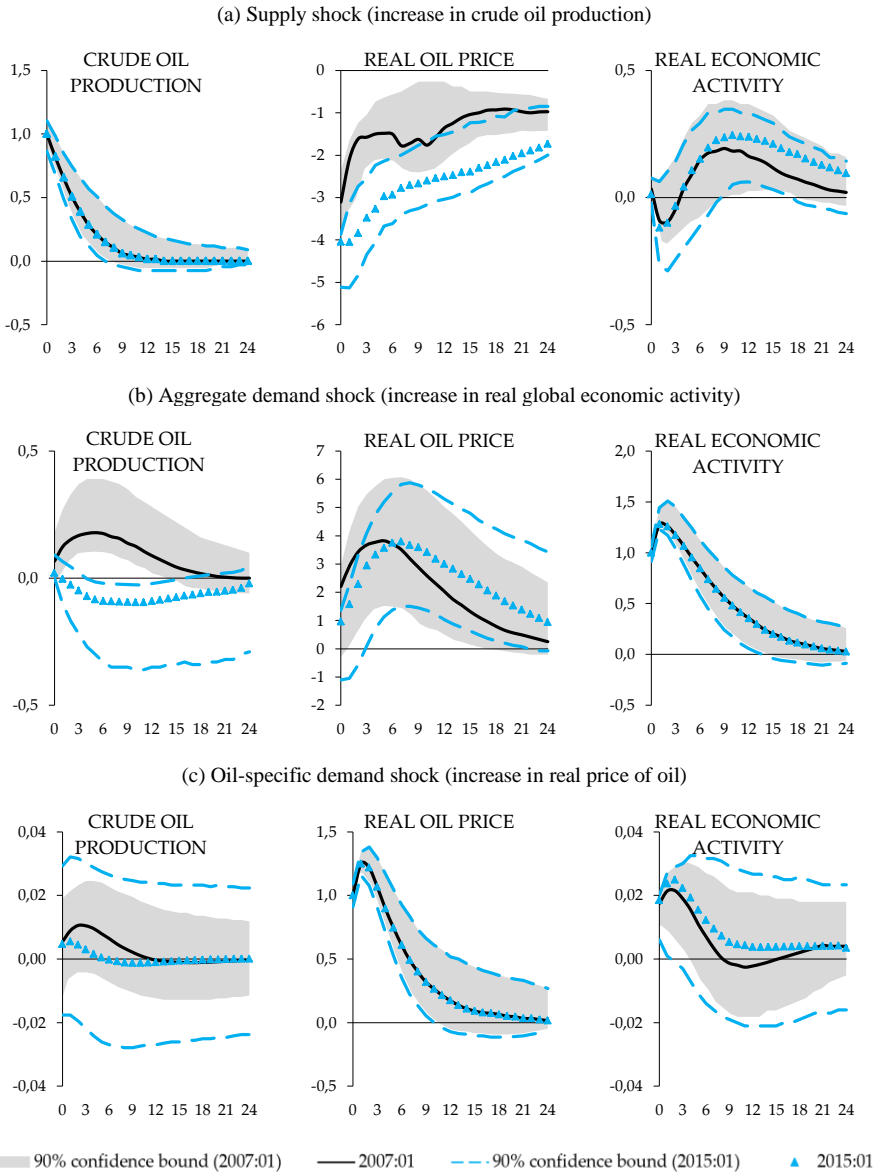 (a) Supply shock (increase in crude oil production)
CRUDE OIL
PRODUCTION
1,5
1,0
0,5
0,0
-0,5
0 3 6 9 12 15 18 21 24
REAL OIL PRICE
0
-1
-2
-3
-4
-5
-6
0 3 6 9 12 15 18 21 24
REAL ECONOMIC
ACTIVITY
0,5
0,0
-0,5
0 3 6 9 12 15 18 21 24
(b) Aggregate demand shock (increase in real global economic activity)
CRUDE OIL
PRODUCTION
0,5
0,0
-0,5
0 3 6 9 12 15 18 21 24
REAL OIL PRICE
7
6
5
4
3
2
1
0
-1
-2
0 3 6 9 12 15 18 21 24
REAL ECONOMIC
ACTIVITY
2,0
1,5
1,0
0,5
0,0
-0,5
0 3 6 9 12 15 18 21 24
(c) Oil-specific demand shock (increase in real price of oil)
CRUDE OIL
PRODUCTION
0,04
0,02
0,00
-0,02
-0,04
0 3 6 9 12 15 18 21 24
REAL OIL PRICE
1,5
1,0
0,5
0,0
-0,5
0 3 6 9 12 15 18 21 24
REAL ECONOMIC
ACTIVITY
0,04
0,02
0,00
-0,02
-0,04
0 3 6 9 12 15 18 21 24
90% confidence bound (2007:01) 2007:01 90% confidence bound (2015:01) 2015:01